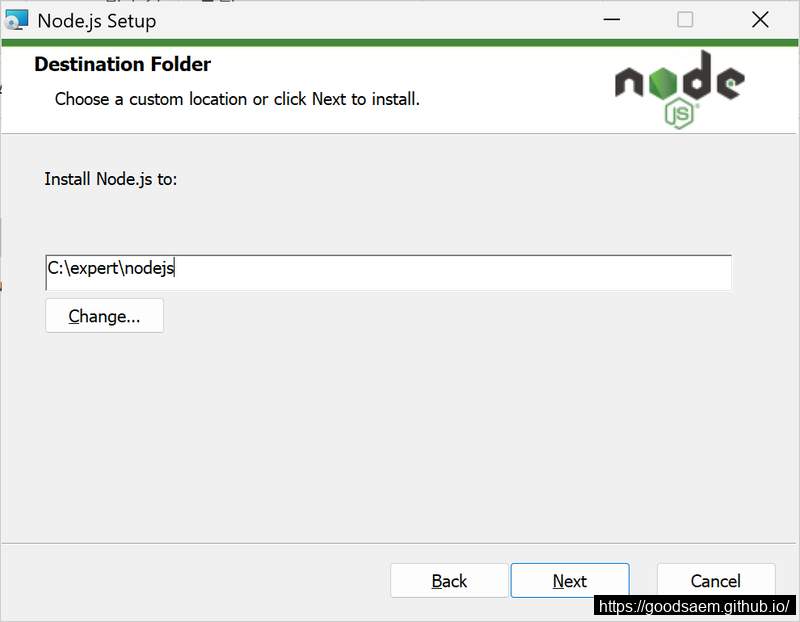 Node.js Setup
Destination Folder
Choose a custom location or click Next to install.
node
JS
Install Node.js to:
C:\expert\nodejs
Change...
Back
Next
Cancel
https://goodsaem.github.io/